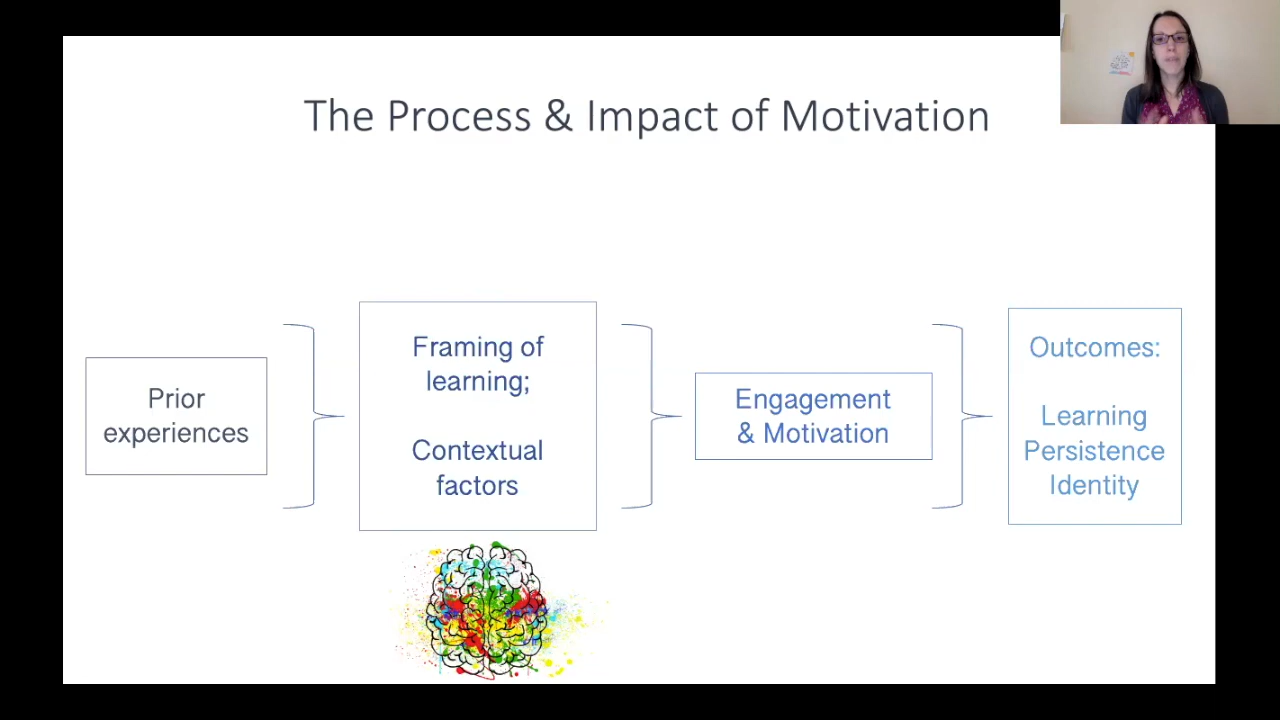 The Process & Impact of Motivation
Prior
experiences
Framing of
learning;
Contextual
factors
Engagement
& Motivation
Outcomes:
Learning
Persistence
Identity